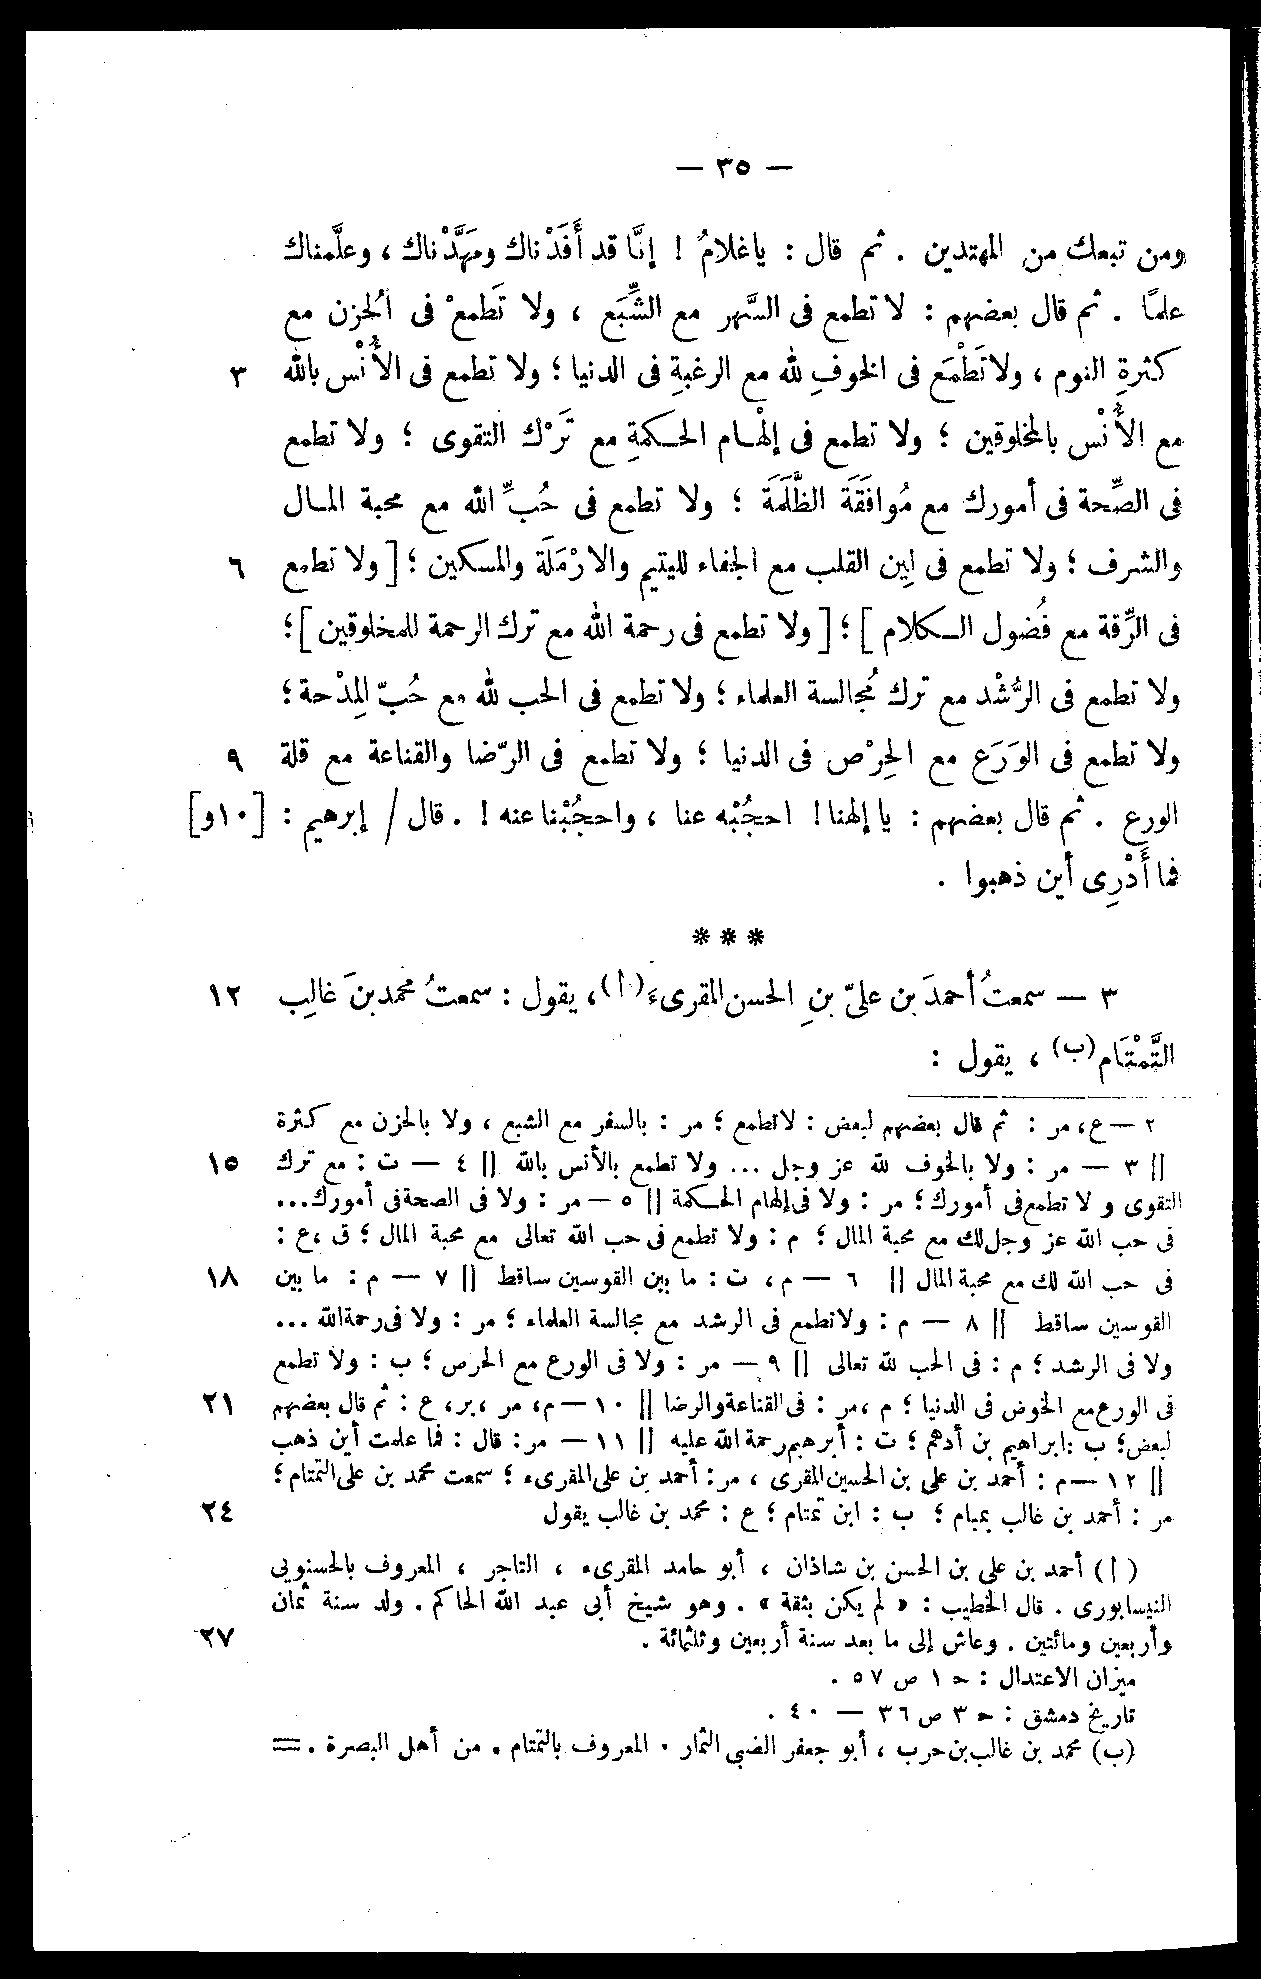 — ٣٥ —
ومن تبعك من المهتدين . ثم قال : ياغلامُ ! إنَّا قد أَفَدْناك ومَهَّدْناك ، وعلَّمناك
علمًا . ثم قال بعضهم : لا تطمع فى السَّهر مع الشِّبَع ، ولا تَطمعْ فى الحُزن مع
كثرةِ النوم ، ولا تَطْمَع فى الخوفِ لله مع الرغبةِ فى الدنيا ؛ ولا تطمع فى الأُنْس بالله ٣
مع الأُنْس بالمخلوقين ؛ ولا تطمع فى إلْهام الحكمةِ مع تَرْك التقوى ؛ ولا تطمع
فى الصِّحة فى أمورك مع مُوافَقَة الظَّلَمَة ؛ ولا تطمع فى حُبِّ الله مع محبة المال
والشرف ؛ ولا تطمع فى لِين القلب مع الجفاء لليتيم والارْمَلَة والمسكين ؛ [ ولا تطمع ٦
فى الرِّقة مع فُضول الكلام ] ؛ [ ولا تطمع فى رحمة الله مع ترك الرحمة للمخلوقين ] ؛
ولا تطمع فى الرُّشْد مع ترك مُجالسة العلماء ؛ ولا تطمع فى الحب لله مع حُبّ المِدْحة ؛
ولا تطمع فى الوَرَع مع الحِرْص فى الدنيا ؛ ولا تطمع فى الرّضا والقناعة مع قلة ٩
الورع . ثم قال بعضهم : يا إلهنا ! احجُبْه عنا ، واحجُبْنا عنه ! . قال / إبرهيم : [١٠و]
فما أَدْرِى أين ذهبوا .
***
٣ — سمعتُ أحمدَ بن علىّ بنِ الحسن المقرىءَ (أ) ، يقول : سمعتُ محمد بنَ غالِب ١٢
التَّمْتَام (ب) ، يقول :
٢ — ع، مر : ثم قال بعضهم لبعض : لاتطمع ؛ مر : بالسفر مع الشبع ، ولا بالحزن مع كثرة
|| ٣ — مر : ولا بالخوف لله عز وجل ... ولا تطمع بالأنس بالله || ٤ — ت : مع ترك ١٥
التقوى و لا تطمع فى أمورك ؛ مر : ولا فى إلهام الحكمة || ٥ — مر : ولا فى الصحة فى أمورك...
فى حب الله عز وجل لك مع محبة المال ؛ م : ولا تطمع فى حب الله تعالى مع محبة المال ؛ ق ، ع :
فى حب الله لك مع محبة المال || ٦ — م، ت : ما بين القوسين ساقط || ٧ — م : ما بين ١٨
القوسين ساقط || ٨ — م : ولاتطمع فى الرشد مع مجالسة العلماء ؛ مر : ولا فى رحمة الله ...
ولا فى الرشد ؛ م : فى الحب لله تعالى || ٩ — مر : ولا فى الورع مع الحرص ؛ ب : ولا تطمع
فى الورع مع الخوض فى الدنيا ؛ م ، مر : فى القناعة والرضا || ١٠ — م، مر ، بر، ع : ثم قال بعضهم ٢١
لبعض؛ ب : ابراهيم بن أدهم ؛ ت : أبرهيم رحمة الله عليه || ١١ — مر: قال : فما علمت أين ذهب
|| ١٢ — م : أحمد بن على بن الحسين المقرى ، مر: أحمد بن على المقرىء ؛ سمعت محمد بن على التمتام ؛
مر : أحمد بن غالب بمبام ؛ ب : ابن تمتام ؛ ع : محمد بن غالب يقول ٢٤
( أ ) أحمد بن على بن الحسن بن شاذان ، أبو حامد المقرىء ، التاجر ، المعروف بالحسنويى
النيسابورى . قال الخطيب : « لم يكن بثقة » . وهو شيخ أبى عبد الله الحاكم . ولد سنة ثمان
وأربعين ومائتين . وعاش إلى ما بعد سنة أربعين وثلثمائة . ٢٧
ميزان الاعتدال : حـ ١ ص ٥٧ .
تاريخ دمشق : حـ ٣ ص ٣٦ — ٤٠ .
(ب) محمد بن غالب بن حرب ، أبو جعفر الضبى التمار . المعروف بالتمتام . من أهل البصرة . =